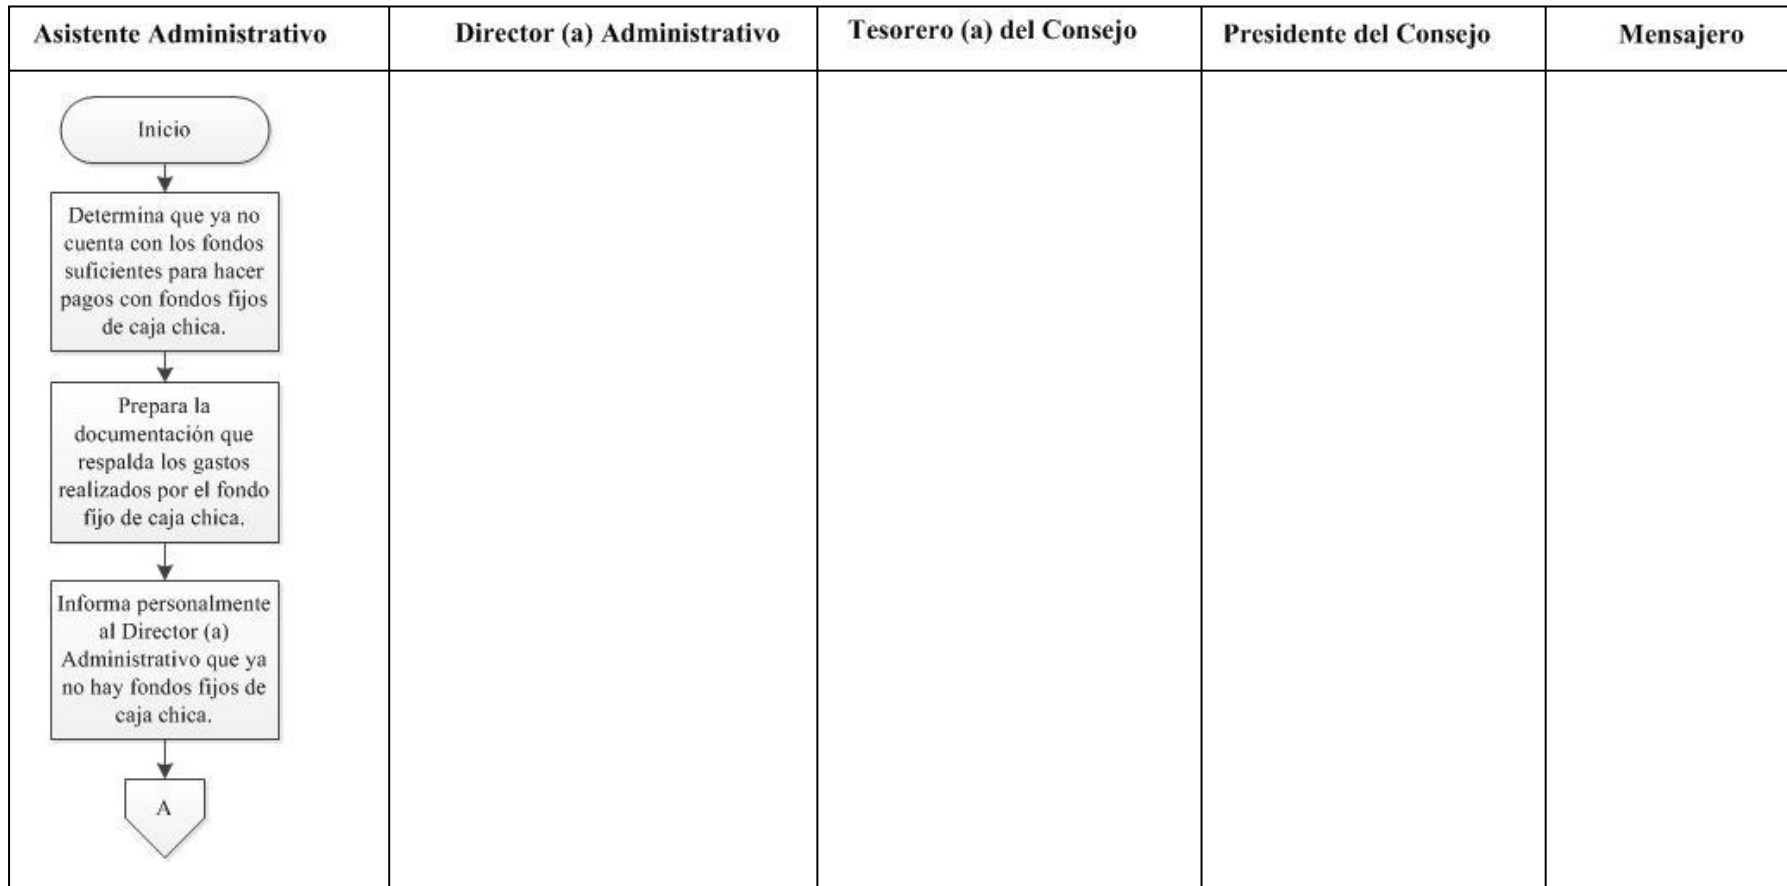 Asistente Administrativo
Director (a) Administrativo
Tesorero (a) del Consejo
Presidente del Consejo
Mensajero
Inicio
Determina que ya no
cuenta con los fondos
suficientes para hacer
pagos con fondos fijos
de caja chica.
Prepara la
documentación que
respalda los gastos
realizados por el fondo
fijo de caja chica.
Informa personalmente
al Director (a)
Administrativo que ya
no hay fondos fijos de
caja chica.
A